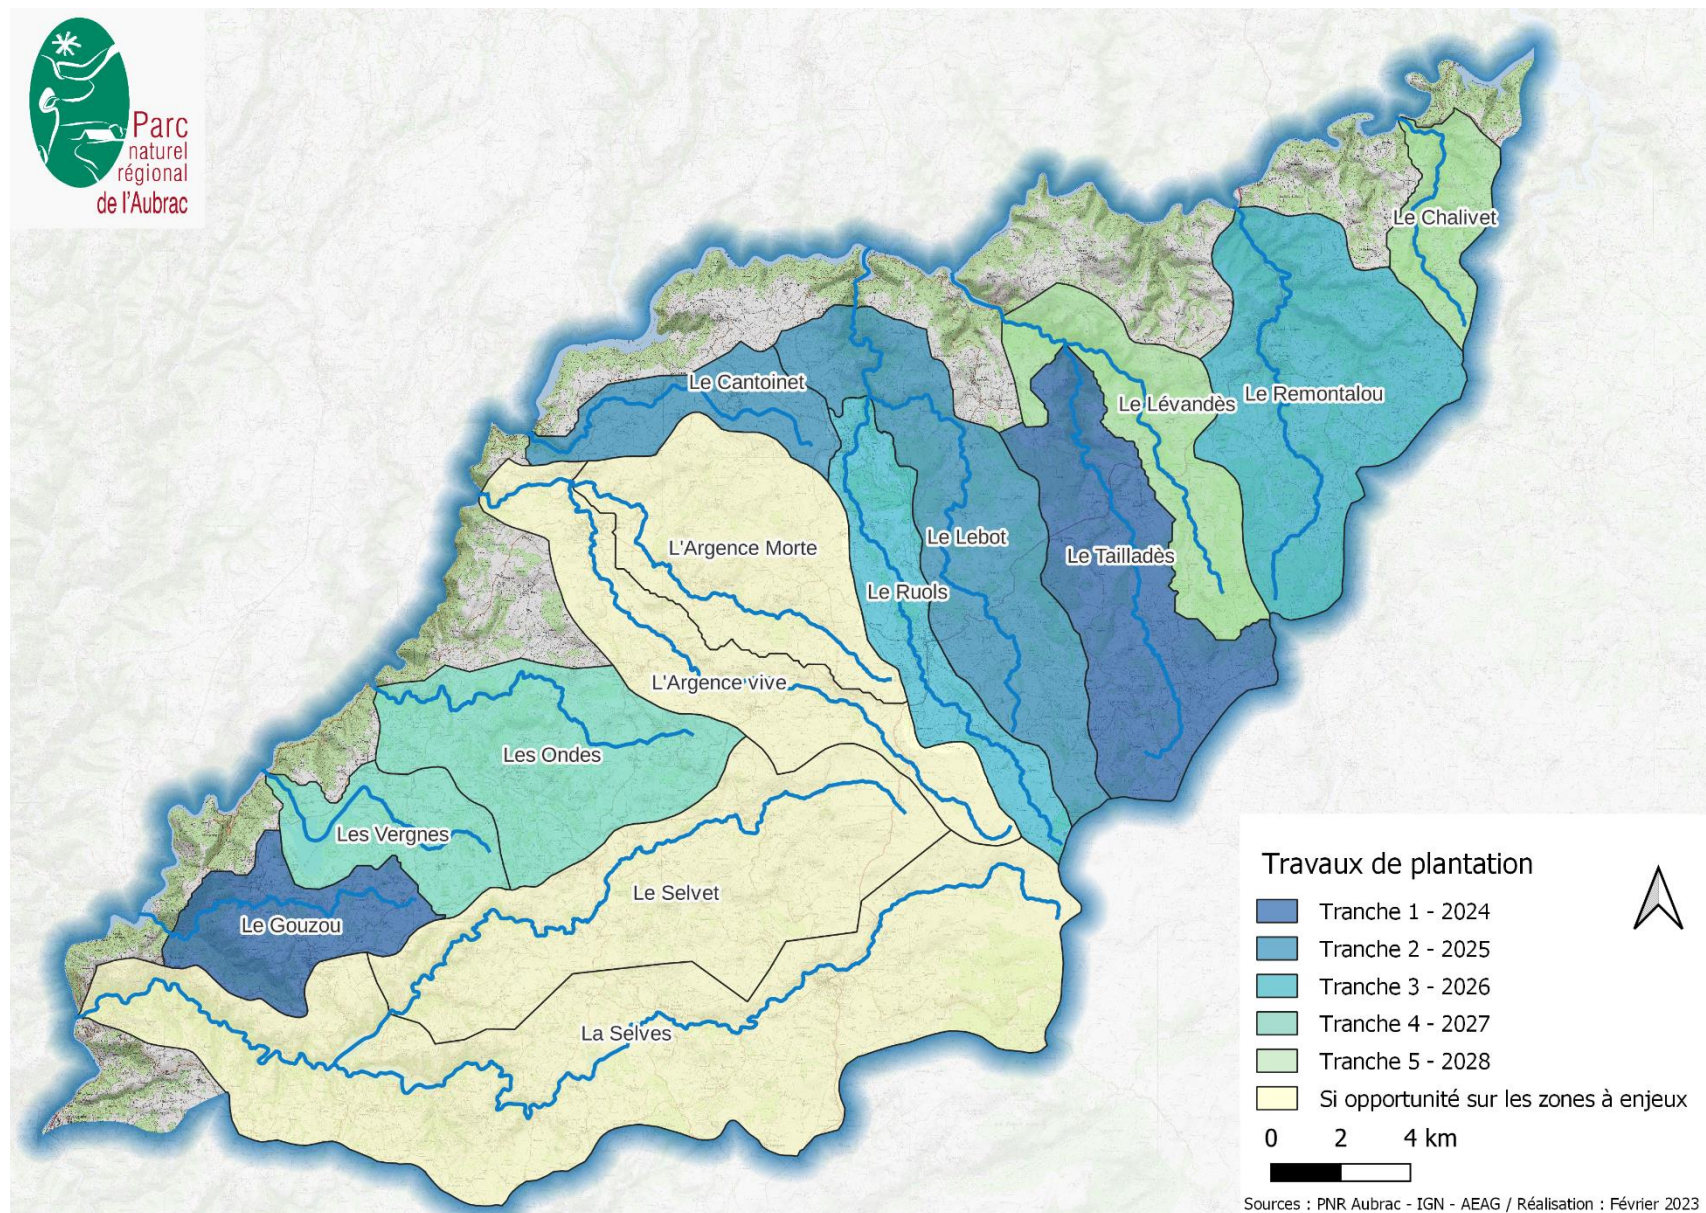 Parc
naturel
régional
de l'Aubrac
Le Chalivet
Le Cantoinet
Le Lévandès
Le Remontalou
L'Argence Morte
Le Lebot
Le Tailladès
Le Ruols
L'Argence vive
Les Ondes
Les Vergnes
Le Selvet
Le Gouzou
La Selves
Travaux de plantation
Tranche 1 - 2024
Tranche 2 - 2025
Tranche 3 - 2026
Tranche 4 - 2027
Tranche 5 - 2028
Si opportunité sur les zones à enjeux
0 2 4 km
Sources : PNR Aubrac - IGN - AEAG / Réalisation : Février 2023